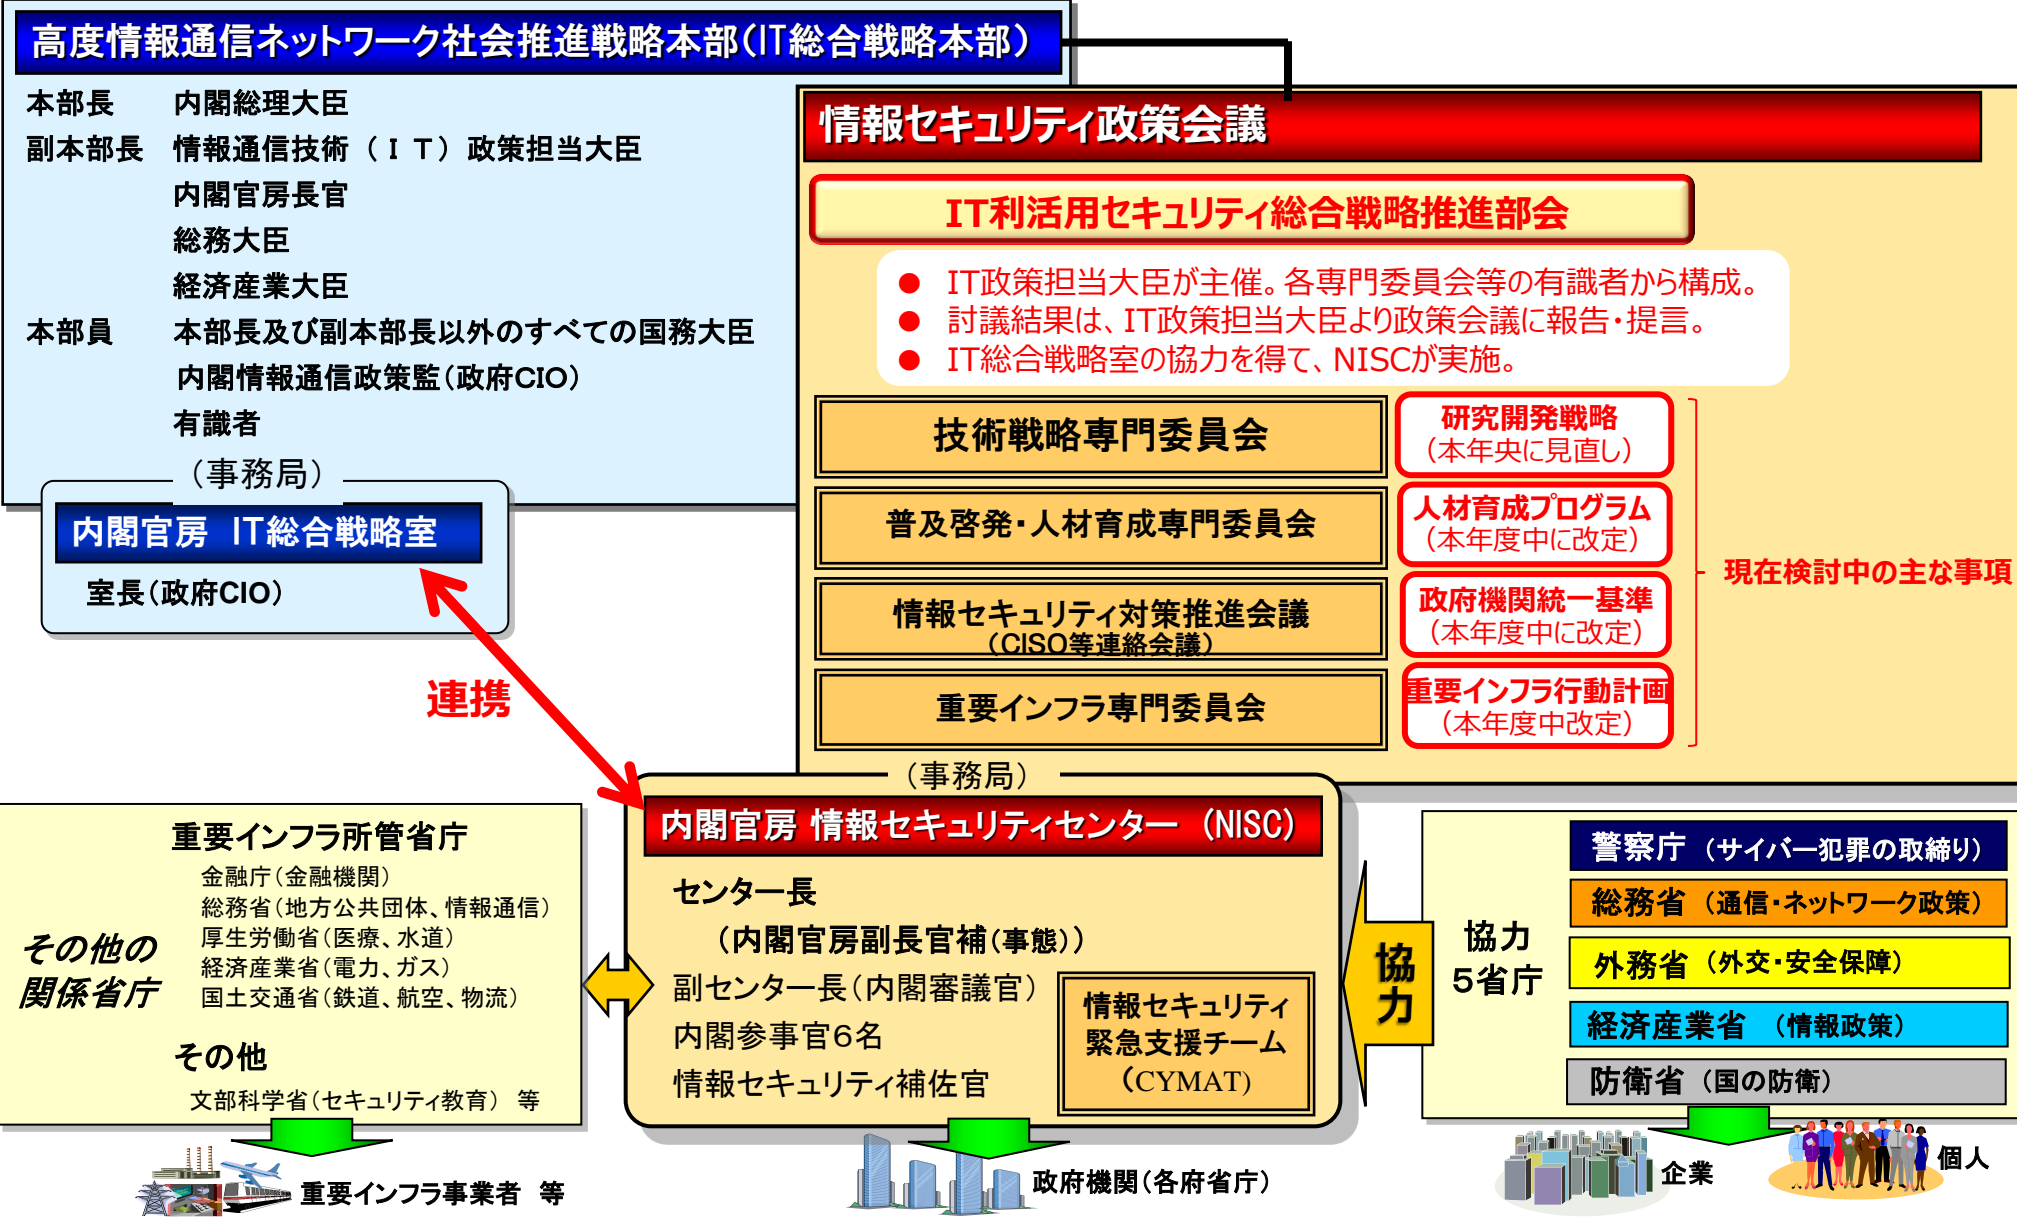 高度情報通信ネットワーク社会推進戦略本部(IT総合戦略本部)
本部長 内閣総理大臣
副本部長 情報通信技術(IT)政策担当大臣
内閣官房長官
総務大臣
経済産業大臣
本部員 本部長及び副本部長以外のすべての国務大臣
内閣情報通信政策監(政府CIO)
有識者
(事務局)
内閣官房 IT総合戦略室
室長(政府CIO)
連携
情報セキュリティ政策会議
IT利活用セキュリティ総合戦略推進部会
● IT政策担当大臣が主催。各専門委員会等の有識者から構成。
● 討議結果は、IT政策担当大臣より政策会議に報告・提言。
● IT総合戦略室の協力を得て、NISCが実施。
技術戦略専門委員会
研究開発戦略
(本年央に見直し)
普及啓発・人材育成専門委員会
人材育成プログラム
(本年度中に改定)
情報セキュリティ対策推進会議
(CISO等連絡会議)
政府機関統一基準
(本年度中に改定)
重要インフラ専門委員会
重要インフラ行動計画
(本年度中改定)
現在検討中の主な事項
(事務局)
内閣官房 情報セキュリティセンター (NISC)
センター長
(内閣官房副長官補(事態))
副センター長(内閣審議官)
内閣参事官6名
情報セキュリティ補佐官
情報セキュリティ
緊急支援チーム
(CYMAT)
その他の
関係省庁
重要インフラ所管省庁
金融庁(金融機関)
総務省(地方公共団体、情報通信)
厚生労働省(医療、水道)
経済産業省(電力、ガス)
国土交通省(鉄道、航空、物流)
その他
文部科学省(セキュリティ教育) 等
協力
協力
5省庁
警察庁 (サイバー犯罪の取締り)
総務省 (通信・ネットワーク政策)
外務省 (外交・安全保障)
経済産業省 (情報政策)
防衛省 (国の防衛)
重要インフラ事業者 等
政府機関(各府省庁)
企業
個人